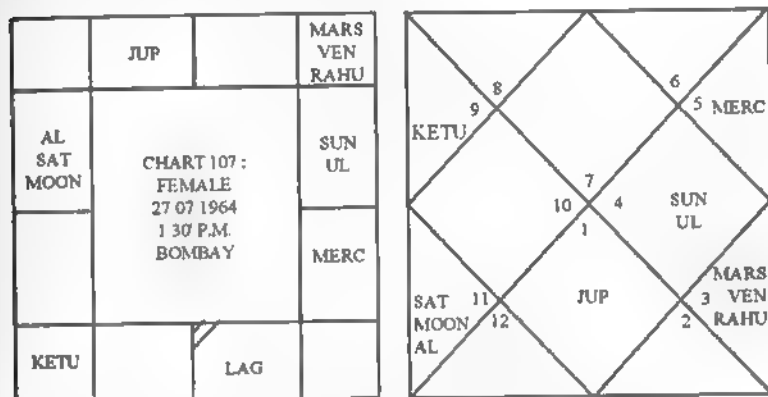 JUP
MARS
VEN
RAHU
AL
SAT
MOON
CHART 107 :
FEMALE
27 07 1964
1 30 P.M.
BOMBAY
SUN
UL
MERC
KETU
LAG
8
9
KETU
6
5
MERC
7
10
4
1
SUN
UL
SAT
MOON
AL
11
12
JUP
MARS
VEN
RAHU
3
2